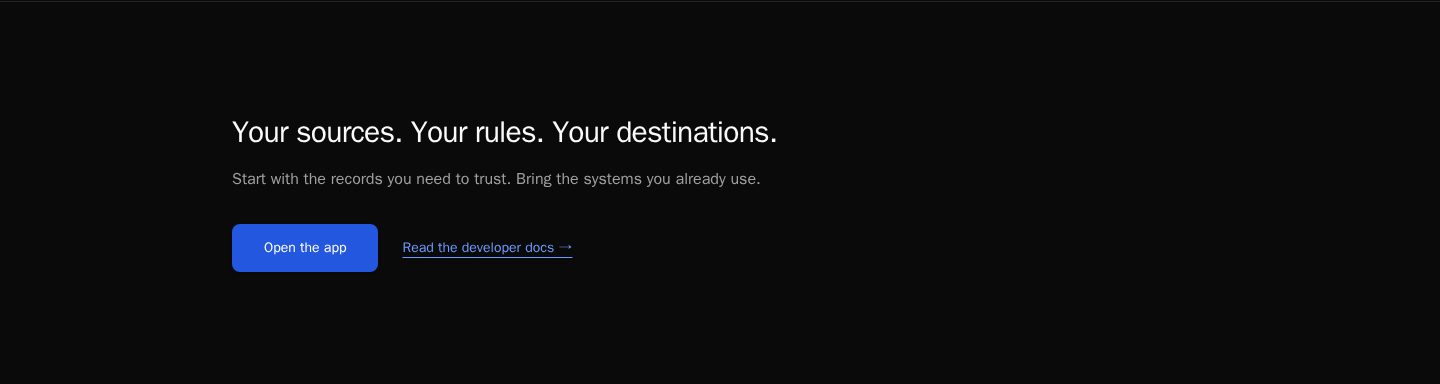 Your sources. Your rules. Your destinations.
Start with the records you need to trust. Bring the systems you already use.
Open the app
Read the developer docs →